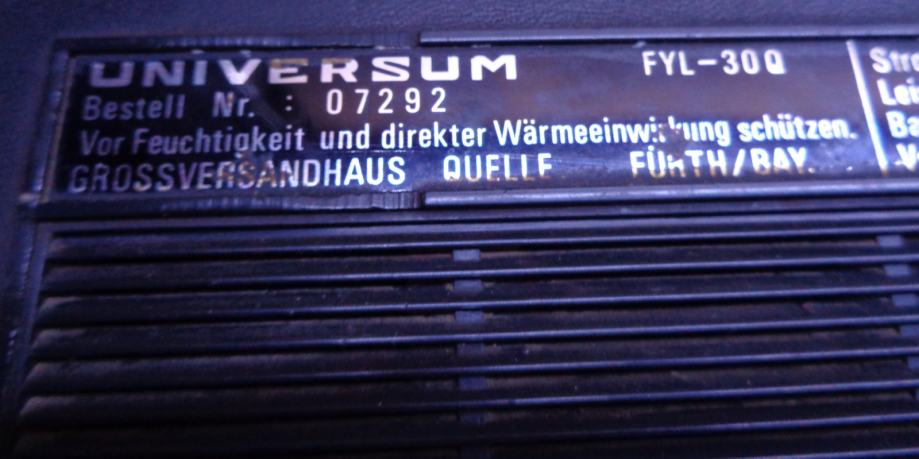 UNIVERSUM FYL-30Q
Bestell Nr. : 07292
Vor Feuchtigkeit und direkter Wärmeeinwirkung schützen.
GROSSVERSANDHAUS QUELLE FÜRTH/BAY.